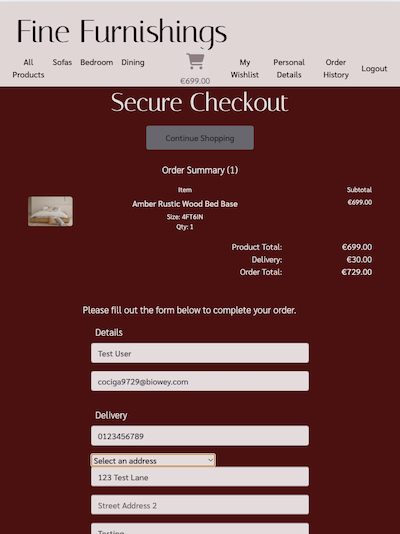 Fine Furnishings
All Products
Sofas
Bedroom
Dining
€699.00
My Wishlist
Personal Details
Order History
Logout
Secure Checkout
Continue Shopping
Order Summary (1)
Item
Subtotal
Amber Rustic Wood Bed Base
€699.00
Size: 4FT6IN
Qty: 1
Product Total: €699.00
Delivery: €30.00
Order Total: €729.00
Please fill out the form below to complete your order.
Details
Test User
cociga9729@biowey.com
Delivery
0123456789
Select an address
123 Test Lane
Street Address 2
Testing